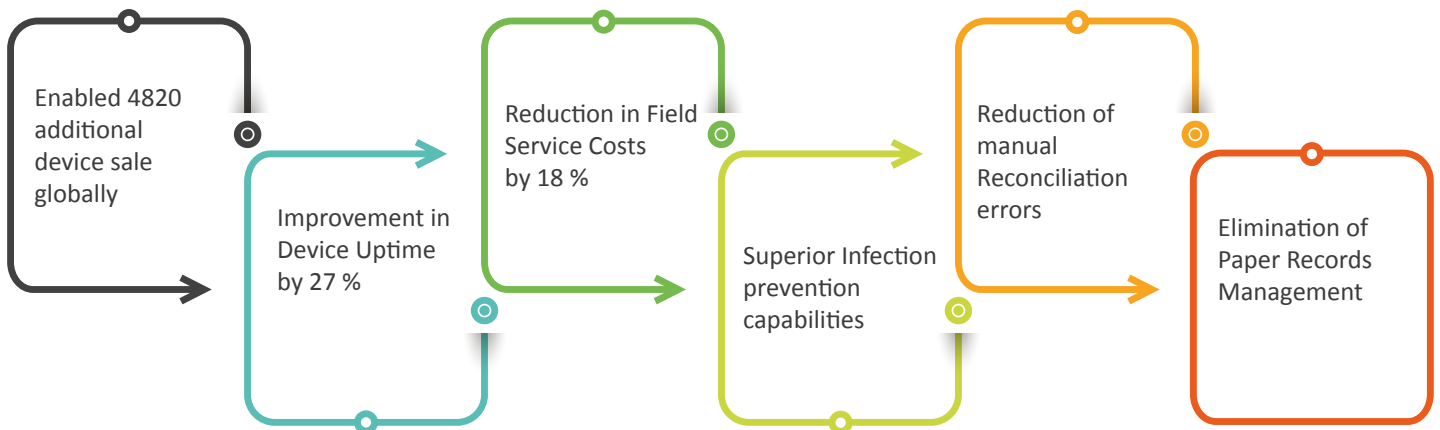 Enabled 4820
additional
device sale
globally
Improvement in
Device Uptime
by 27 %
Reduction in Field
Service Costs
by 18 %
Superior Infection
prevention
capabilities
Reduction of
manual
Reconciliation
errors
Elimination of
Paper Records
Management